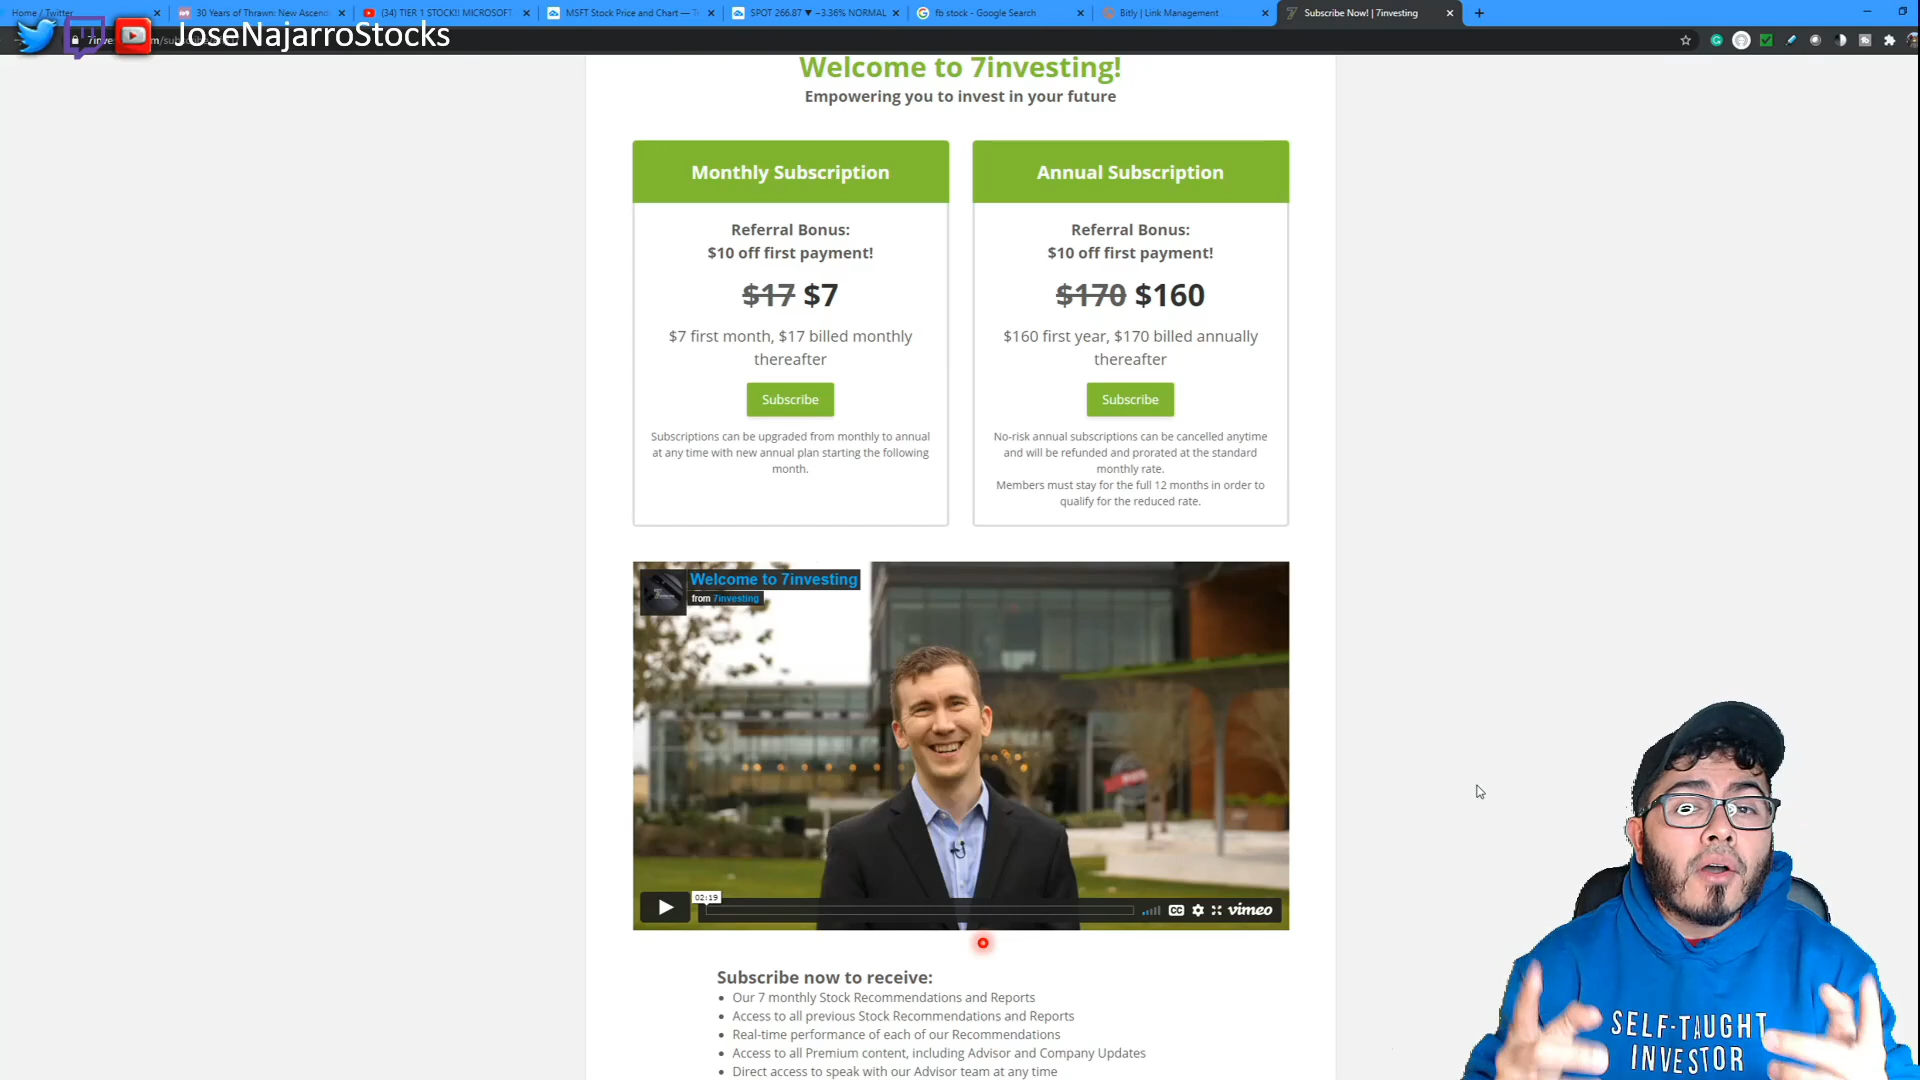 Home / Twitter
30 Years of Thrawn: New Ascend
(34) TIER 1 STOCK!! MICROSOFT
MSFT Stock Price and Chart — T
SPOT 266.87 ▼ −3.36% NORMAL
fb stock - Google Search
Bitly | Link Management
Subscribe Now! | 7investing
JoseNajarroStocks
Welcome to 7investing!
Empowering you to invest in your future
Monthly Subscription
Referral Bonus:
$10 off first payment!
$17 $7
$7 first month, $17 billed monthly
thereafter
Subscribe
Subscriptions can be upgraded from monthly to annual
at any time with new annual plan starting the following
month.
Annual Subscription
Referral Bonus:
$10 off first payment!
$170 $160
$160 first year, $170 billed annually
thereafter
Subscribe
No-risk annual subscriptions can be cancelled anytime
and will be refunded and prorated at the standard
monthly rate.
Members must stay for the full 12 months in order to
qualify for the reduced rate.
Welcome to 7investing
from 7investing
02:19
CC
vimeo
Subscribe now to receive:
Our 7 monthly Stock Recommendations and Reports
Access to all previous Stock Recommendations and Reports
Real-time performance of each of our Recommendations
Access to all Premium content, including Advisor and Company Updates
Direct access to speak with our Advisor team at any time
SELF-TAUGHT
INVESTOR